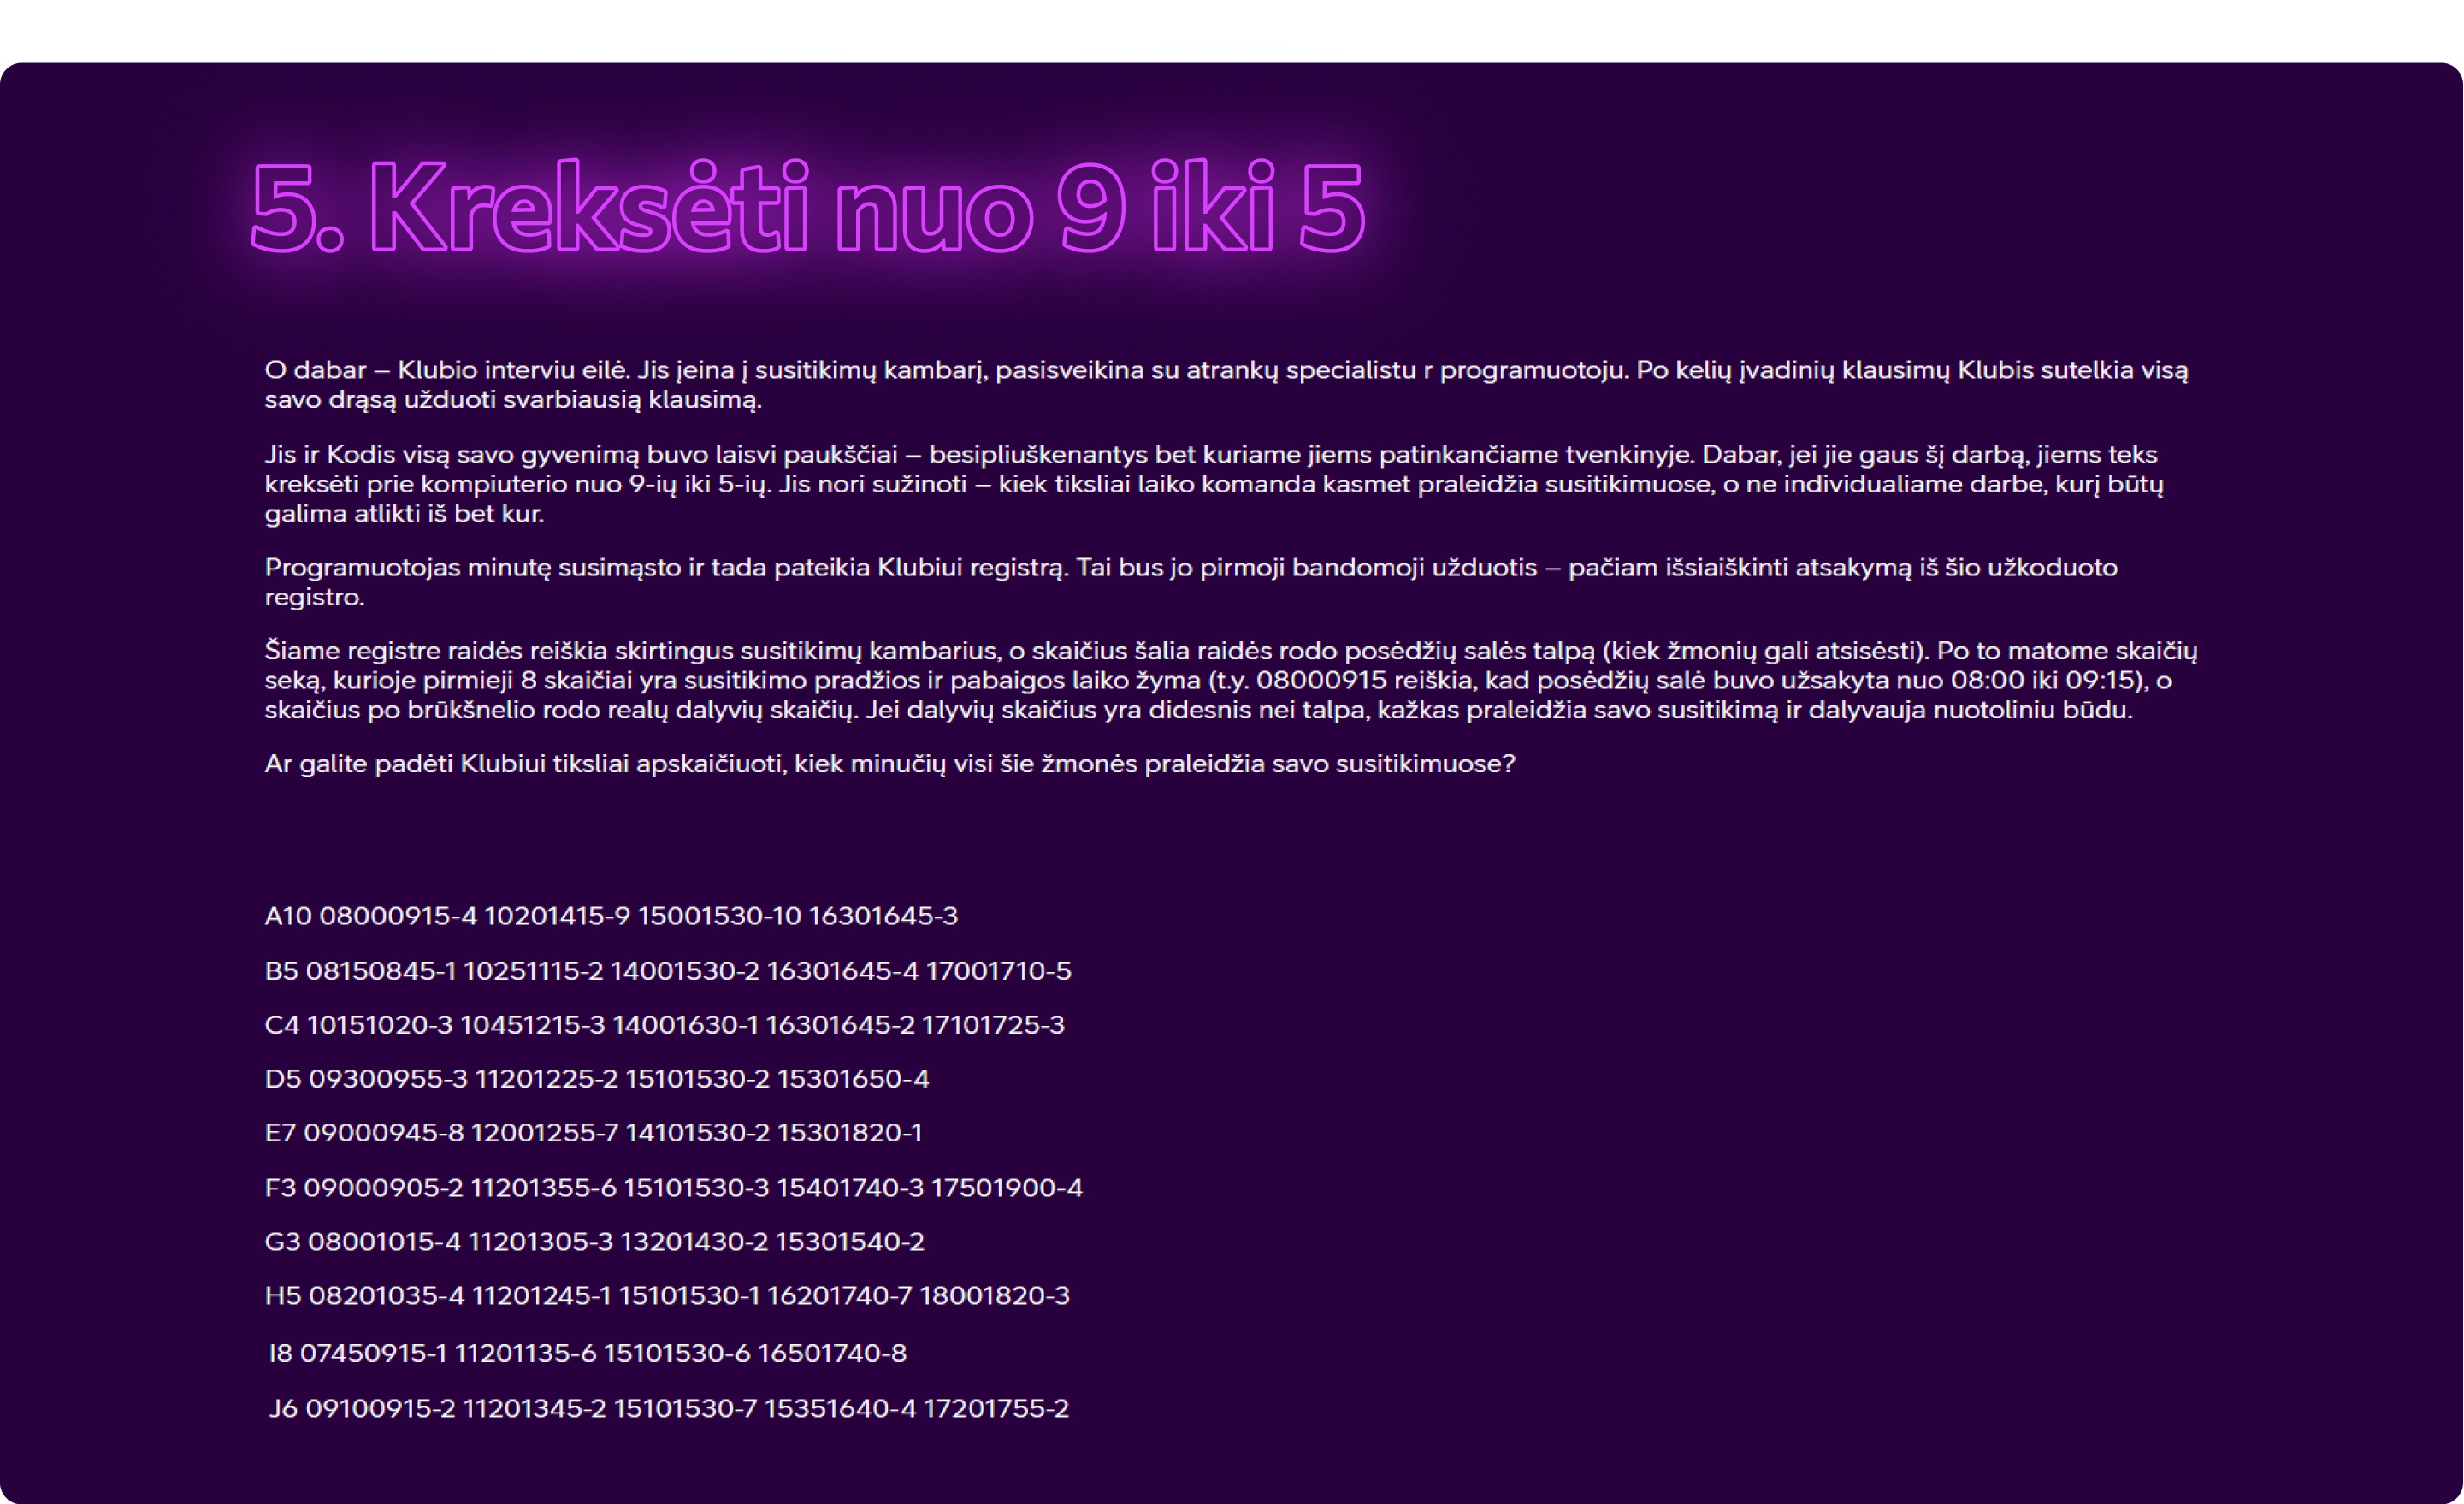 5. Kreksėti nuo 9 iki 5
O dabar – Klubio interviu eilė. Jis įeina į susitikimų kambarį, pasisveikina su atrankų specialistu r programuotoju. Po kelių įvadinių klausimų Klubis sutelkia visą
savo drąsą užduoti svarbiausią klausimą.
Jis ir Kodis visą savo gyvenimą buvo laisvi paukščiai – besipliuškenantys bet kuriame jiems patinkančiame tvenkinyje. Dabar, jei jie gaus šį darbą, jiems teks
kreksėti prie kompiuterio nuo 9-ių iki 5-ių. Jis nori sužinoti – kiek tiksliai laiko komanda kasmet praleidžia susitikimuose, o ne individualiame darbe, kurį būtų
galima atlikti iš bet kur.
Programuotojas minutę susimąsto ir tada pateikia Klubiui registrą. Tai bus jo pirmoji bandomoji užduotis – pačiam išsiaiškinti atsakymą iš šio užkoduoto
registro.
Šiame registre raidės reiškia skirtingus susitikimų kambarius, o skaičius šalia raidės rodo posėdžių salės talpą (kiek žmonių gali atsisėsti). Po to matome skaičių
seką, kurioje pirmieji 8 skaičiai yra susitikimo pradžios ir pabaigos laiko žyma (t.y. 08000915 reiškia, kad posėdžių salė buvo užsakyta nuo 08:00 iki 09:15), o
skaičius po brūkšnelio rodo realų dalyvių skaičių. Jei dalyvių skaičius yra didesnis nei talpa, kažkas praleidžia savo susitikimą ir dalyvauja nuotoliniu būdu.
Ar galite padėti Klubiui tiksliai apskaičiuoti, kiek minučių visi šie žmonės praleidžia savo susitikimuose?
A10 08000915-4 10201415-9 15001530-10 16301645-3
B5 08150845-1 10251115-2 14001530-2 16301645-4 17001710-5
C4 10151020-3 10451215-3 14001630-1 16301645-2 17101725-3
D5 09300955-3 11201225-2 15101530-2 15301650-4
E7 09000945-8 12001255-7 14101530-2 15301820-1
F3 09000905-2 11201355-6 15101530-3 15401740-3 17501900-4
G3 08001015-4 11201305-3 13201430-2 15301540-2
H5 08201035-4 11201245-1 15101530-1 16201740-7 18001820-3
I8 07450915-1 11201135-6 15101530-6 16501740-8
J6 09100915-2 11201345-2 15101530-7 15351640-4 17201755-2